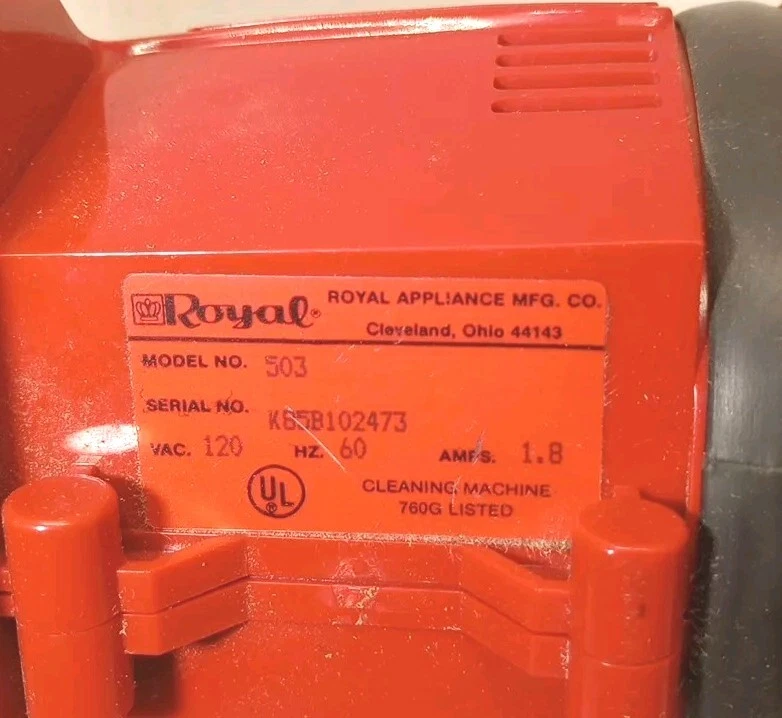 Royal® ROYAL APPLIANCE MFG. CO.
Cleveland, Ohio 44143
MODEL NO. 503
SERIAL NO. K85B102473
VAC. 120 HZ. 60 AMPS. 1.8
UL® CLEANING MACHINE
760G LISTED